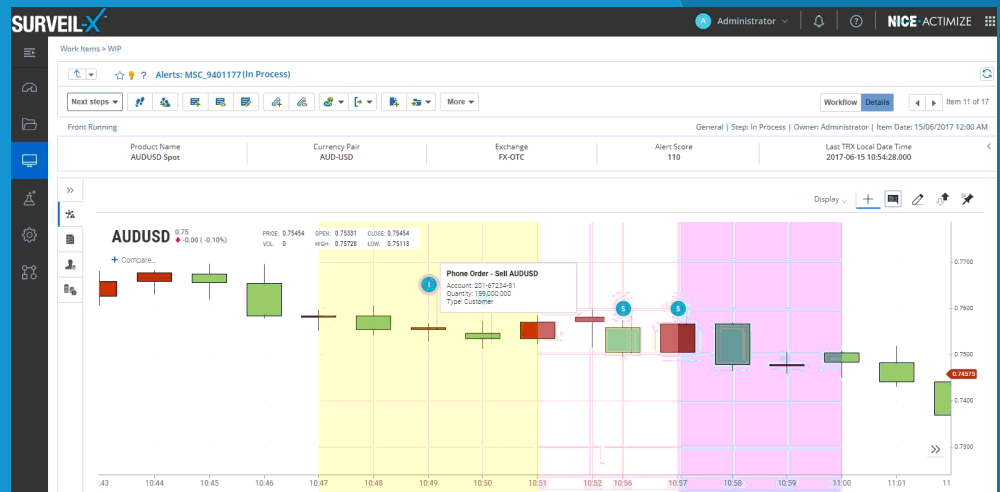 SURVEIL-X
A Administrator
? NICE·ACTIMIZE
Work Items > WIP
? Alerts: MSC_9401177 (In Process)
Next steps
More
Workflow Details
Item 11 of 17
Front Running
General | Step: In Process | Owner: Administrator | Item Date: 15/06/2017 12:00 AM
Product Name
AUDUSD Spot
Currency Pair
AUD-USD
Exchange
FX-OTC
Alert Score
110
Last TRX Local Date Time
2017-06-15 10:54:28.000
Display
AUDUSD 0.75
-0.00 (-0.10%)
PRICE: 0.75454 OPEN: 0.75331 CLOSE: 0.75454
VOL: 0 HIGH: 0.75728 LOW: 0.75113
+ Compare...
Phone Order - Sell AUDUSD
Account: 201-67234-81
Quantity: 159,000,000
Type: Customer
I
S
S
0.7700
0.7600
0.7500
0.74575
0.7400
0.7300
:43 10:44 10:45 10:46 10:47 10:48 10:49 10:50 10:51 10:52 10:56 10:57 10:58 10:59 11:00 11:01 11